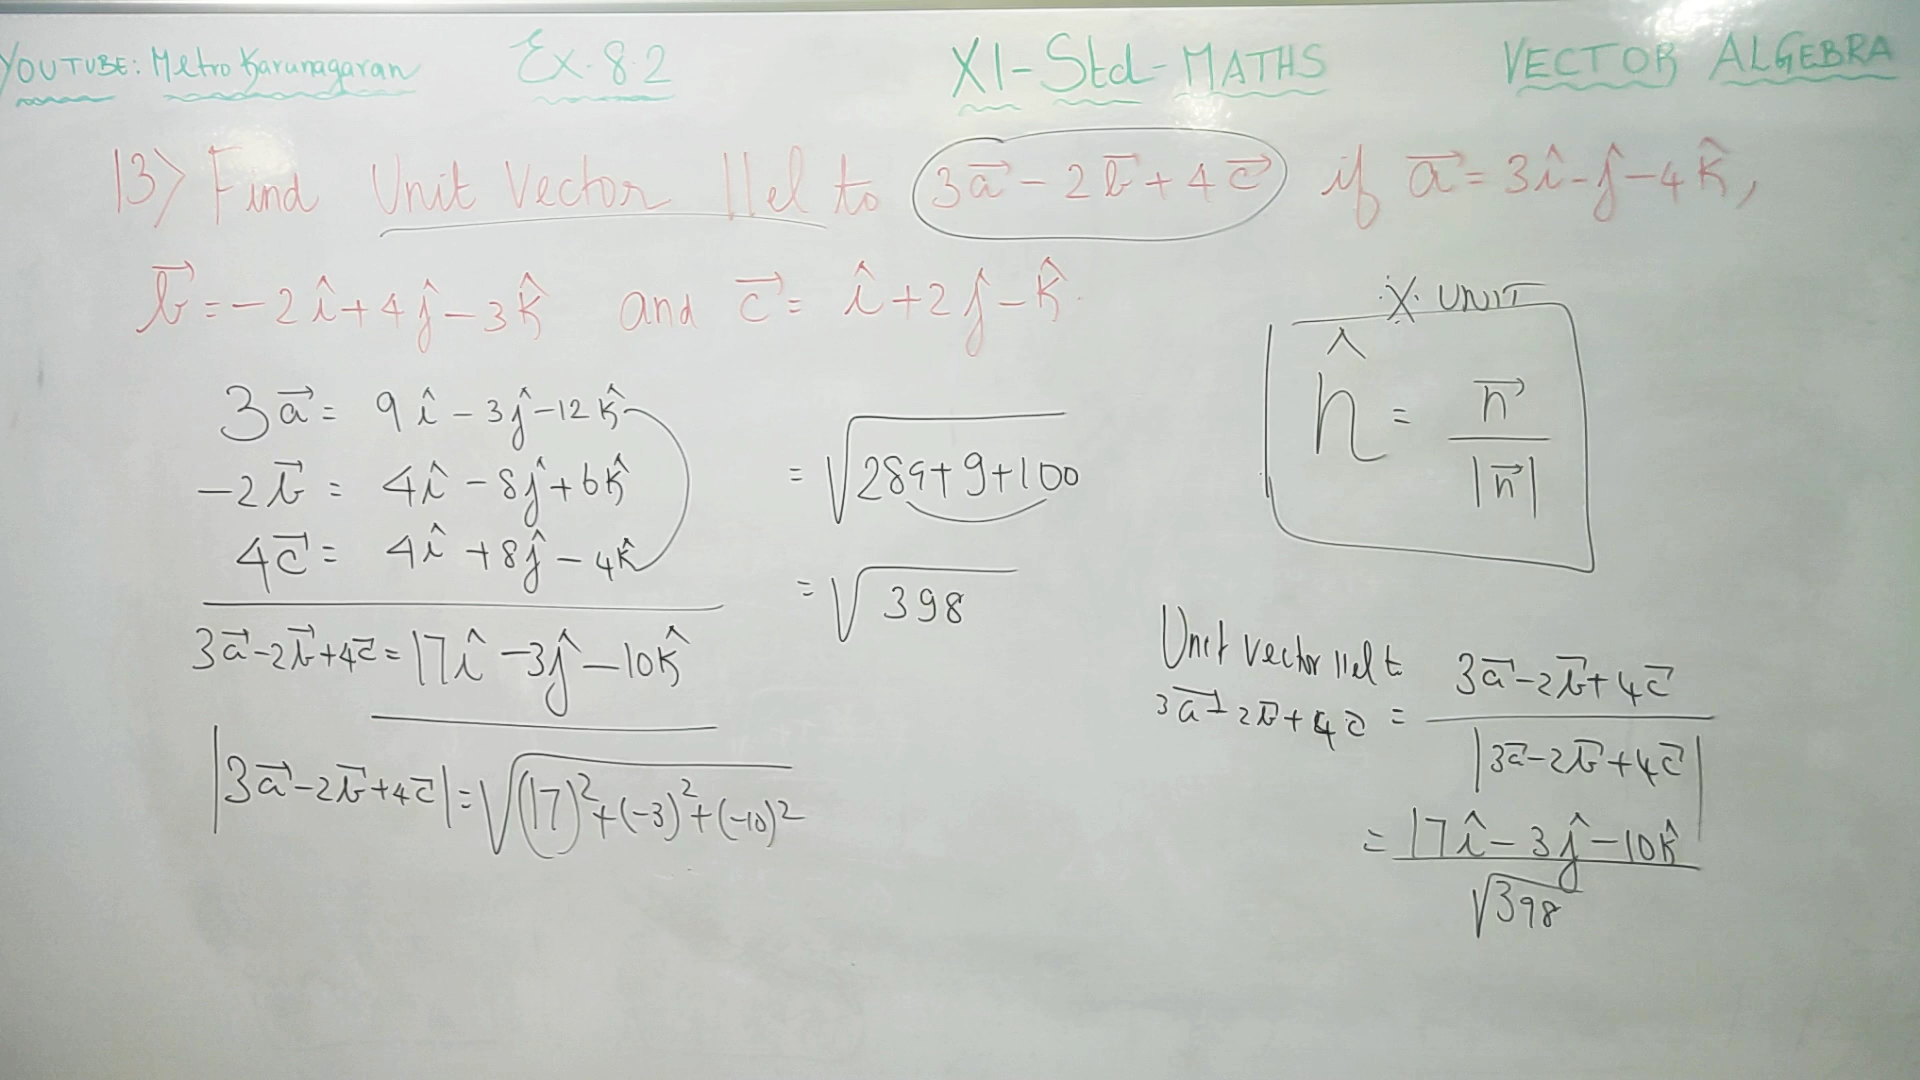 YOUTUBE: Metro Karunagaran Ex. 8.2 XI-Std-MATHS VECTOR ALGEBRA
13) Find Unit Vector llel to 3a⃗ - 2b⃗ + 4c⃗ if a⃗ = 3î - ĵ - 4k̂,
b⃗ = -2î + 4ĵ - 3k̂ and c⃗ = î + 2ĵ - k̂.
X. UNIT
n̂ = n⃗ / |n⃗|
3a⃗ = 9î - 3ĵ - 12k̂
-2b⃗ = 4î - 8ĵ + 6k̂
4c⃗ = 4î + 8ĵ - 4k̂
3a⃗ - 2b⃗ + 4c⃗ = 17î - 3ĵ - 10k̂
|3a⃗ - 2b⃗ + 4c⃗| = √((17)² + (-3)² + (-10)²)
= √(289 + 9 + 100)
= √398
Unit vector llel t
3a⃗ - 2b⃗ + 4c⃗ = (3a⃗ - 2b⃗ + 4c⃗) / |3a⃗ - 2b⃗ + 4c⃗|
= (17î - 3ĵ - 10k̂) / √398